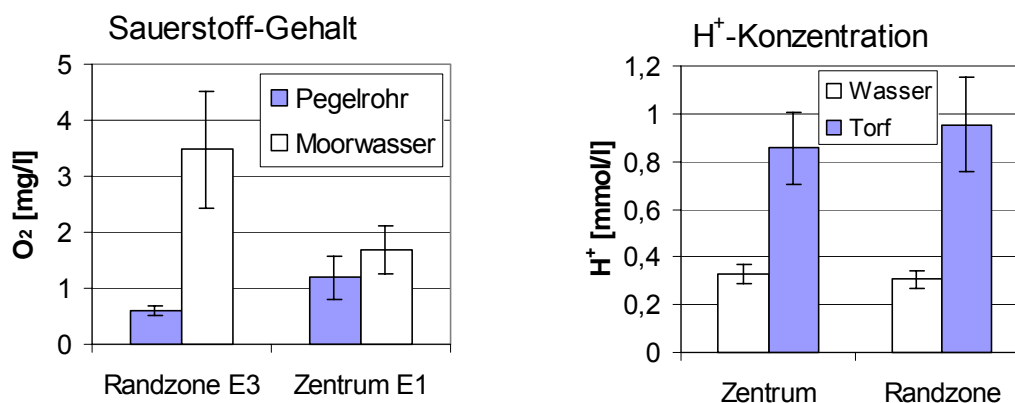 Sauerstoff-Gehalt
5
4
3
2
1
0
O₂ [mg/l]
Pegelrohr
Moorwasser
Randzone E3
Zentrum E1
H⁺-Konzentration
1,2
1
0,8
0,6
0,4
0,2
0
H⁺ [mmol/l]
Wasser
Torf
Zentrum
Randzone